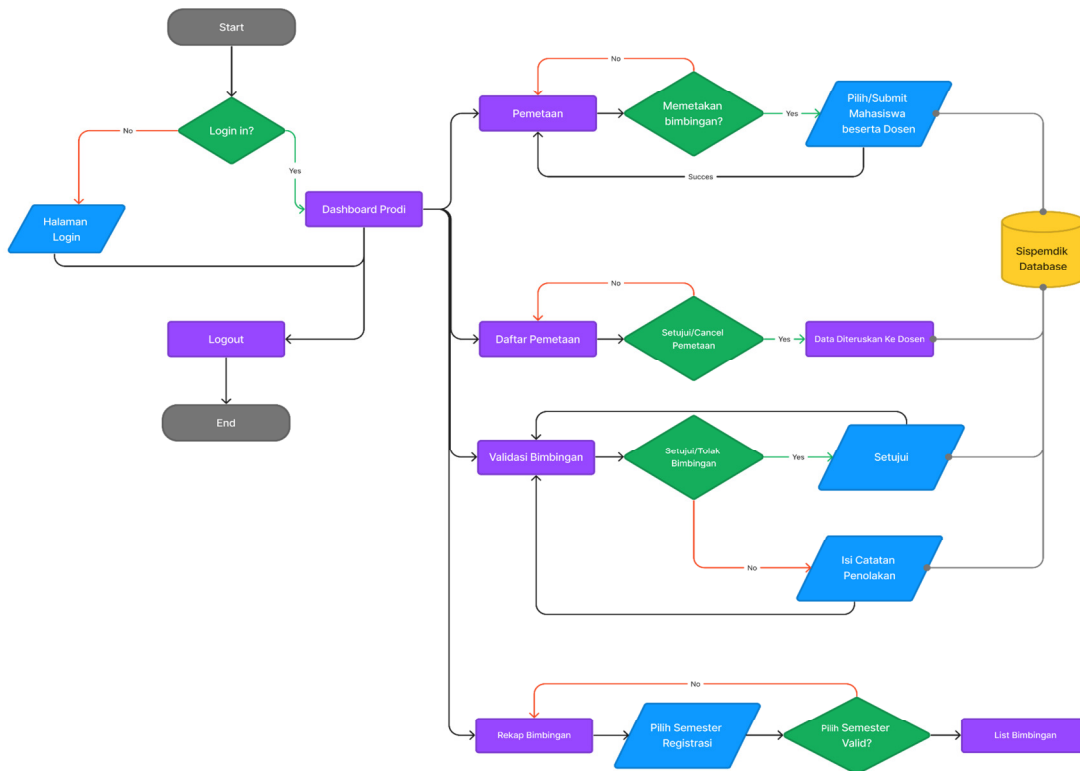 Start
Login in?
No
Yes
Halaman
Login
Dashboard Prodi
Logout
End
No
Pemetaan
Memetakan
bimbingan?
Yes
Pilih/Submit
Mahasiswa
beserta Dosen
Succes
Sispemdik
Database
No
Daftar Pemetaan
Setujui/Cancel
Pemetaan
Yes
Data Diteruskan Ke Dosen
Validasi Bimbingan
Setujui/Tolak
Bimbingan
Yes
Setujui
No
Isi Catatan
Penolakan
No
Rekap Bimbingan
Pilih Semester
Registrasi
Pilih Semester
Valid?
List Bimbingan